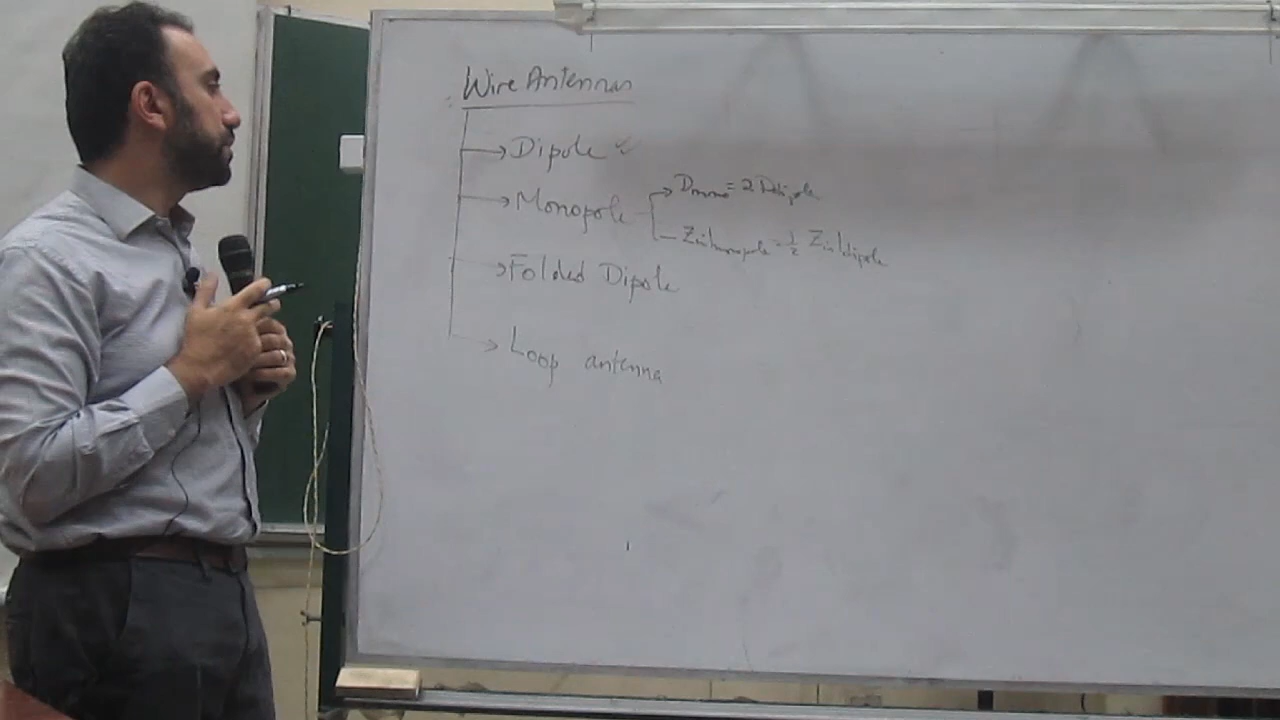 Wire Antennas
Dipole ✓
Monopole
Dmono = 2 Ddipole
Zin|monopole = 1/2 Zin|dipole
Folded Dipole
Loop antenna